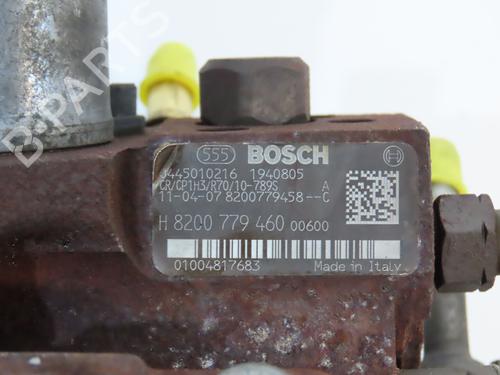 B-PARTS
555 BOSCH
0445010216 1940805
CR/CP1H3/R70/10-789S A
11-04-07 8200779458--C
H 8200 779 460 00600
01004817683 Made in Italy